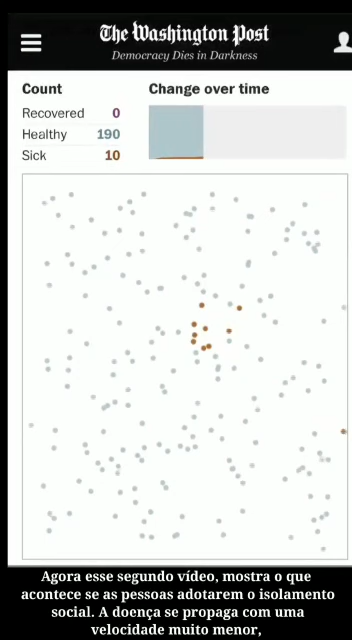 The Washington Post
Democracy Dies in Darkness
Count
Change over time
Recovered 0
Healthy 190
Sick 10
Agora esse segundo vídeo, mostra o que
acontece se as pessoas adotarem o isolamento
social. A doença se propaga com uma
velocidade muito menor,